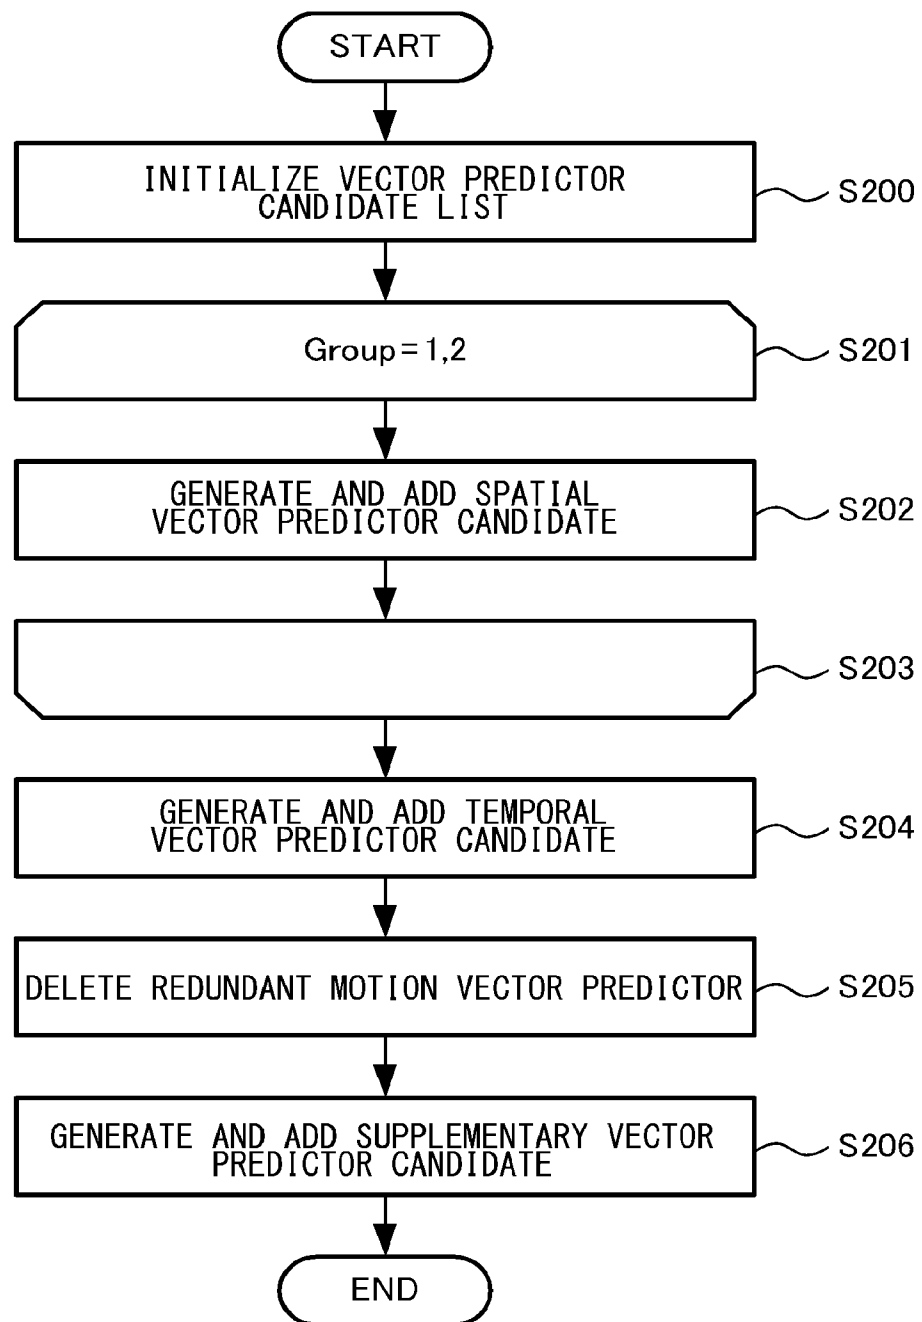 START
INITIALIZE VECTOR PREDICTOR
CANDIDATE LIST
S200
Group=1,2
S201
GENERATE AND ADD SPATIAL
VECTOR PREDICTOR CANDIDATE
S202
S203
GENERATE AND ADD TEMPORAL
VECTOR PREDICTOR CANDIDATE
S204
DELETE REDUNDANT MOTION VECTOR PREDICTOR
S205
GENERATE AND ADD SUPPLEMENTARY VECTOR
PREDICTOR CANDIDATE
S206
END